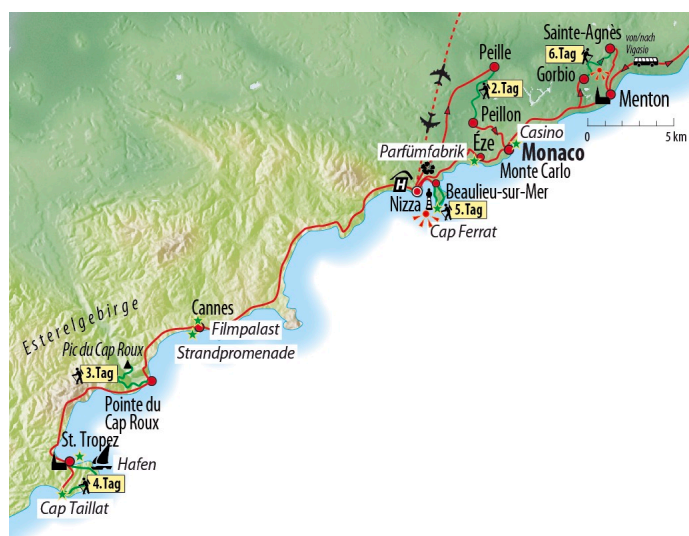 Sainte-Agnès
von/nach
Vigasio
6.Tag
Peille
Gorbio
2.Tag
Menton
Peillon
Casino
0
5 km
Éze
Parfümfabrik
Monaco
Monte Carlo
H
Nizza
Beaulieu-sur-Mer
5.Tag
Cap Ferrat
Esterelgebirge
Cannes
Filmpalast
Strandpromenade
Pic du Cap Roux
3.Tag
Pointe du
Cap Roux
St. Tropez
Hafen
4.Tag
Cap Taillat